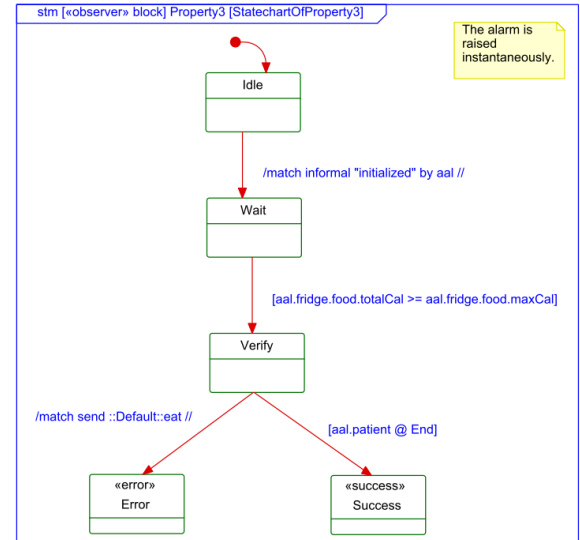 stm [«observer» block] Property3 [StatechartOfProperty3]
The alarm is
raised
instantaneously.
Idle
/match informal "initialized" by aal //
Wait
[aal.fridge.food.totalCal >= aal.fridge.food.maxCal]
Verify
/match send ::Default::eat //
[aal.patient @ End]
«error»
Error
«success»
Success